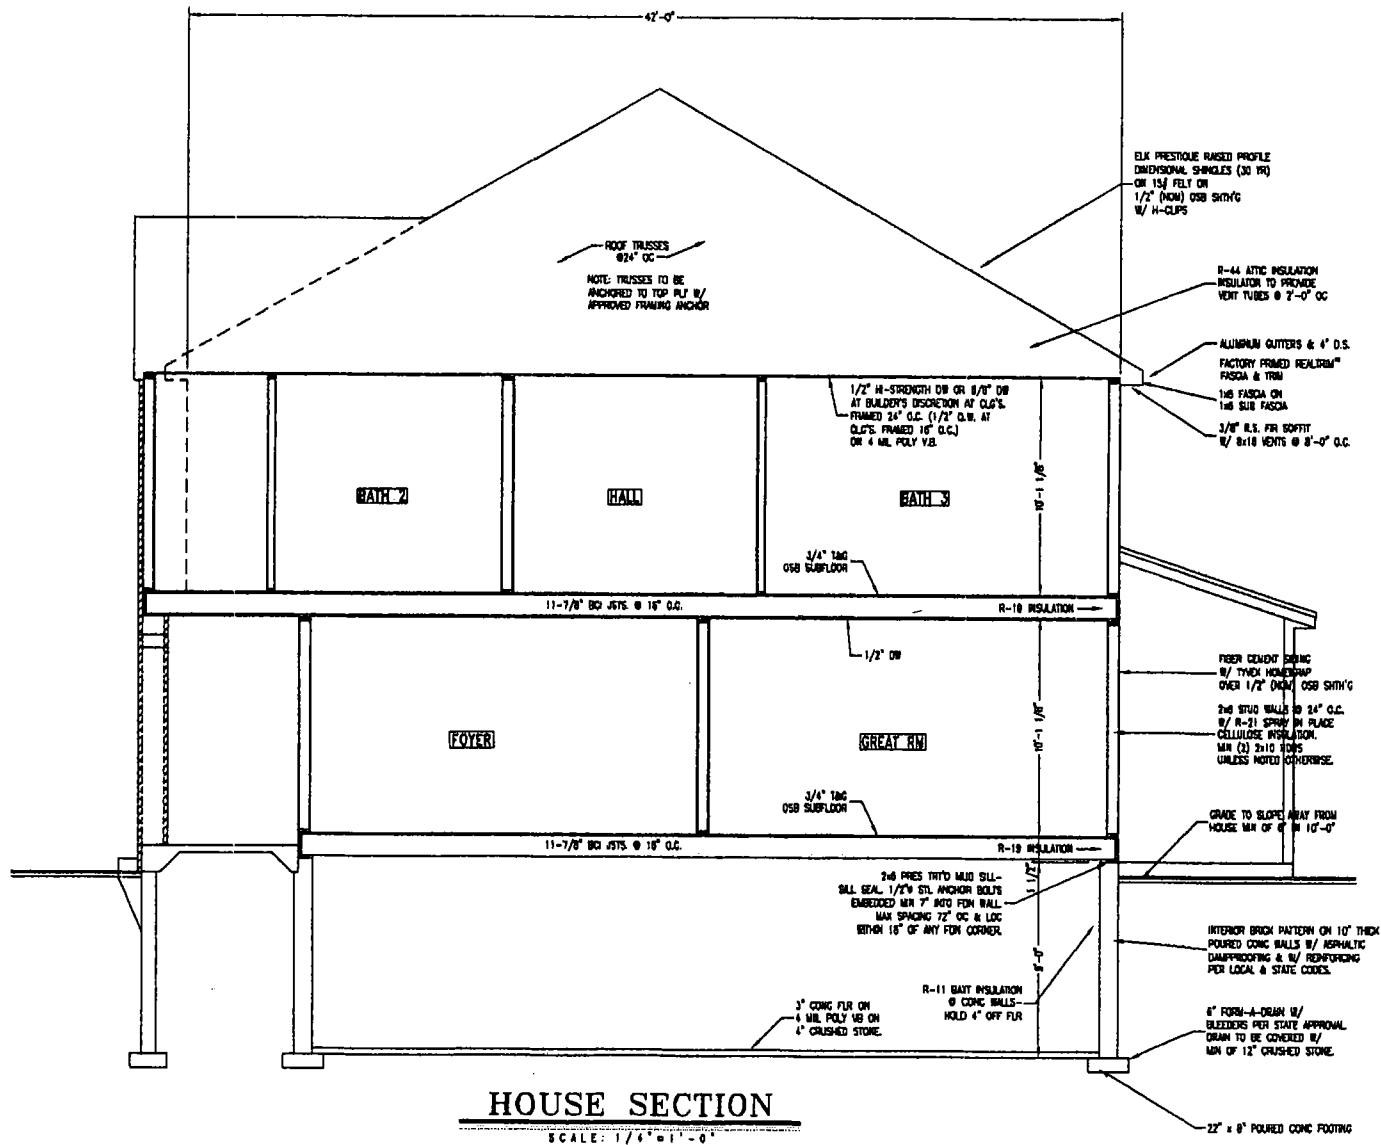 42'-0"
ELK PRESTIQUE RAISED PROFILE
DIMENSIONAL SHINGLES (30 YR)
ON 15# FELT ON
1/2" (NOM) OSB SHTH'G
W/ H-CLIPS
ROOF TRUSSES
@24" OC
NOTE: TRUSSES TO BE
ANCHORED TO TOP PLT W/
APPROVED FRAMING ANCHOR
R-44 ATTIC INSULATION
INSULATOR TO PROVIDE
VENT TUBES @ 2'-0" OC
ALUMINUM GUTTERS & 4" D.S.
FACTORY PRIMED REALTRIM™
FASCIA & TRIM
1x8 FASCIA ON
1x6 SUB FASCIA
3/8" R.S. FIR SOFFIT
W/ 8x18 VENTS @ 8'-0" O.C.
1/2" HI-STRENGTH DW OR 5/8" DW
AT BUILDER'S DISCRETION AT CLG'S.
FRAMED 24" O.C. (1/2" D.W. AT
CLG'S. FRAMED 16" O.C.)
ON 4 MIL POLY V.B.
BATH 2
HALL
BATH 3
10'-1 1/8"
3/4" T&G
OSB SUBFLOOR
11-7/8" BCI JSTS. @ 16" O.C.
R-19 INSULATION
1/2" DW
FIBER CEMENT SIDING
W/ TYVEK HOMEWRAP
OVER 1/2" (NOM) OSB SHTH'G
2x6 STUD WALLS @ 24" O.C.
W/ R-21 SPRAY IN PLACE
CELLULOSE INSULATION.
MIN (2) 2x10 HDRS
UNLESS NOTED OTHERWISE.
FOYER
GREAT RM
10'-1 1/8"
3/4" T&G
OSB SUBFLOOR
GRADE TO SLOPE AWAY FROM
HOUSE MIN OF 6" IN 10'-0"
11-7/8" BCI JSTS. @ 16" O.C.
R-19 INSULATION
1 1/2"
2x6 PRES TRT'D MUD SILL-
SILL SEAL. 1/2"ø STL ANCHOR BOLTS
EMBEDDED MIN 7" INTO FDN WALL
MAX SPACING 72" OC & LOC
WITHIN 18" OF ANY FDN CORNER.
INTERIOR BRICK PATTERN ON 10" THICK
POURED CONC WALLS W/ ASPHALTIC
DAMPPROOFING & W/ REINFORCING
PER LOCAL & STATE CODES.
R-11 BATT INSULATION
@ CONC WALLS-
HOLD 4" OFF FLR
3" CONC FLR ON
4 MIL POLY VB ON
4" CRUSHED STONE.
6" FORM-A-DRAIN W/
BLEEDERS PER STATE APPROVAL
DRAIN TO BE COVERED W/
MIN OF 12" CRUSHED STONE.
22" x 8" POURED CONC FOOTING
HOUSE SECTION
SCALE: 1/4"=1'-0"